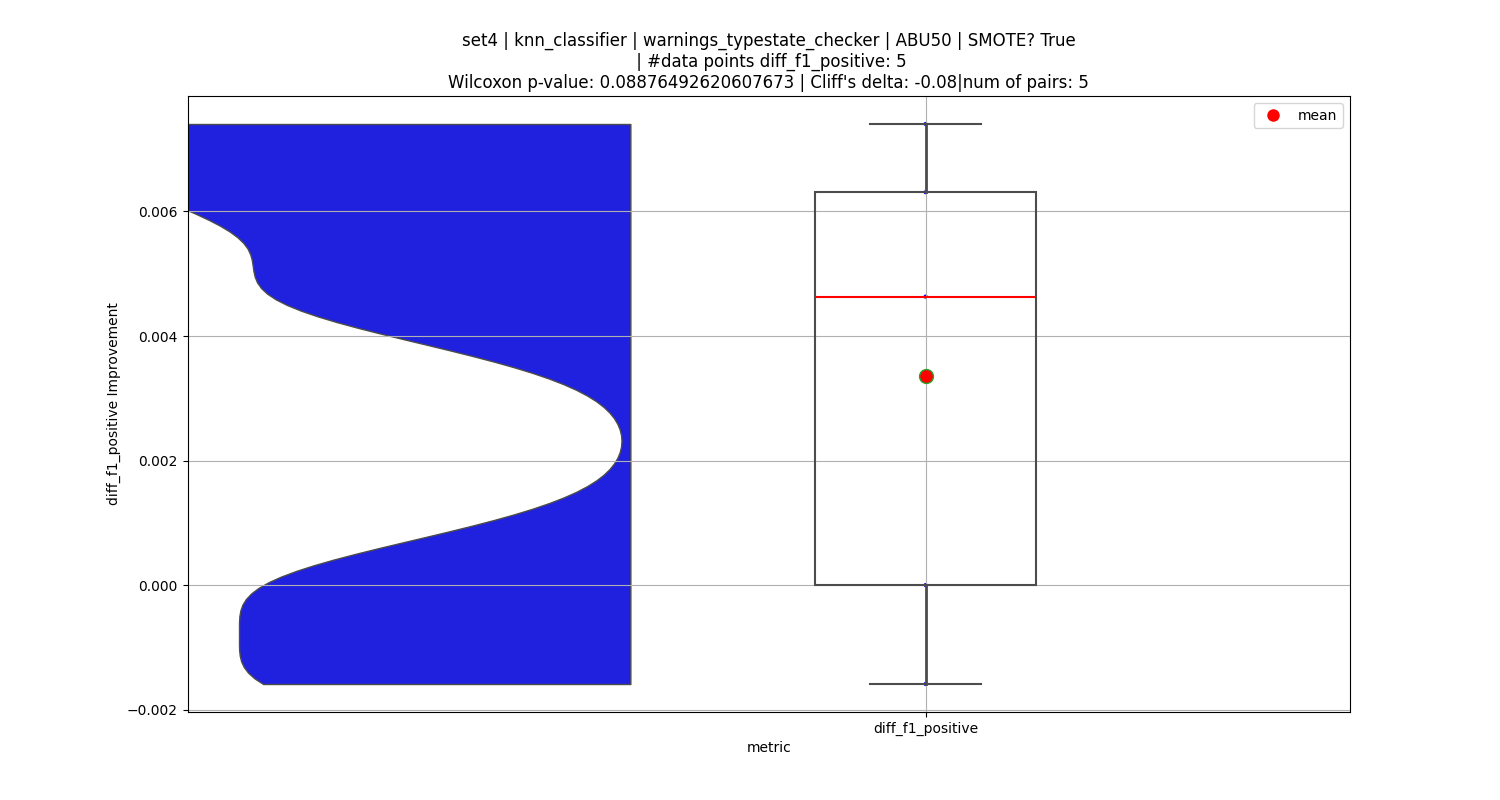 set4 | knn_classifier | warnings_typestate_checker | ABU50 | SMOTE? True
| #data points diff_f1_positive: 5
Wilcoxon p-value: 0.08876492620607673 | Cliff's delta: -0.08|num of pairs: 5
mean
0.006
0.004
0.002
0.000
−0.002
diff_f1_positive Improvement
diff_f1_positive
metric